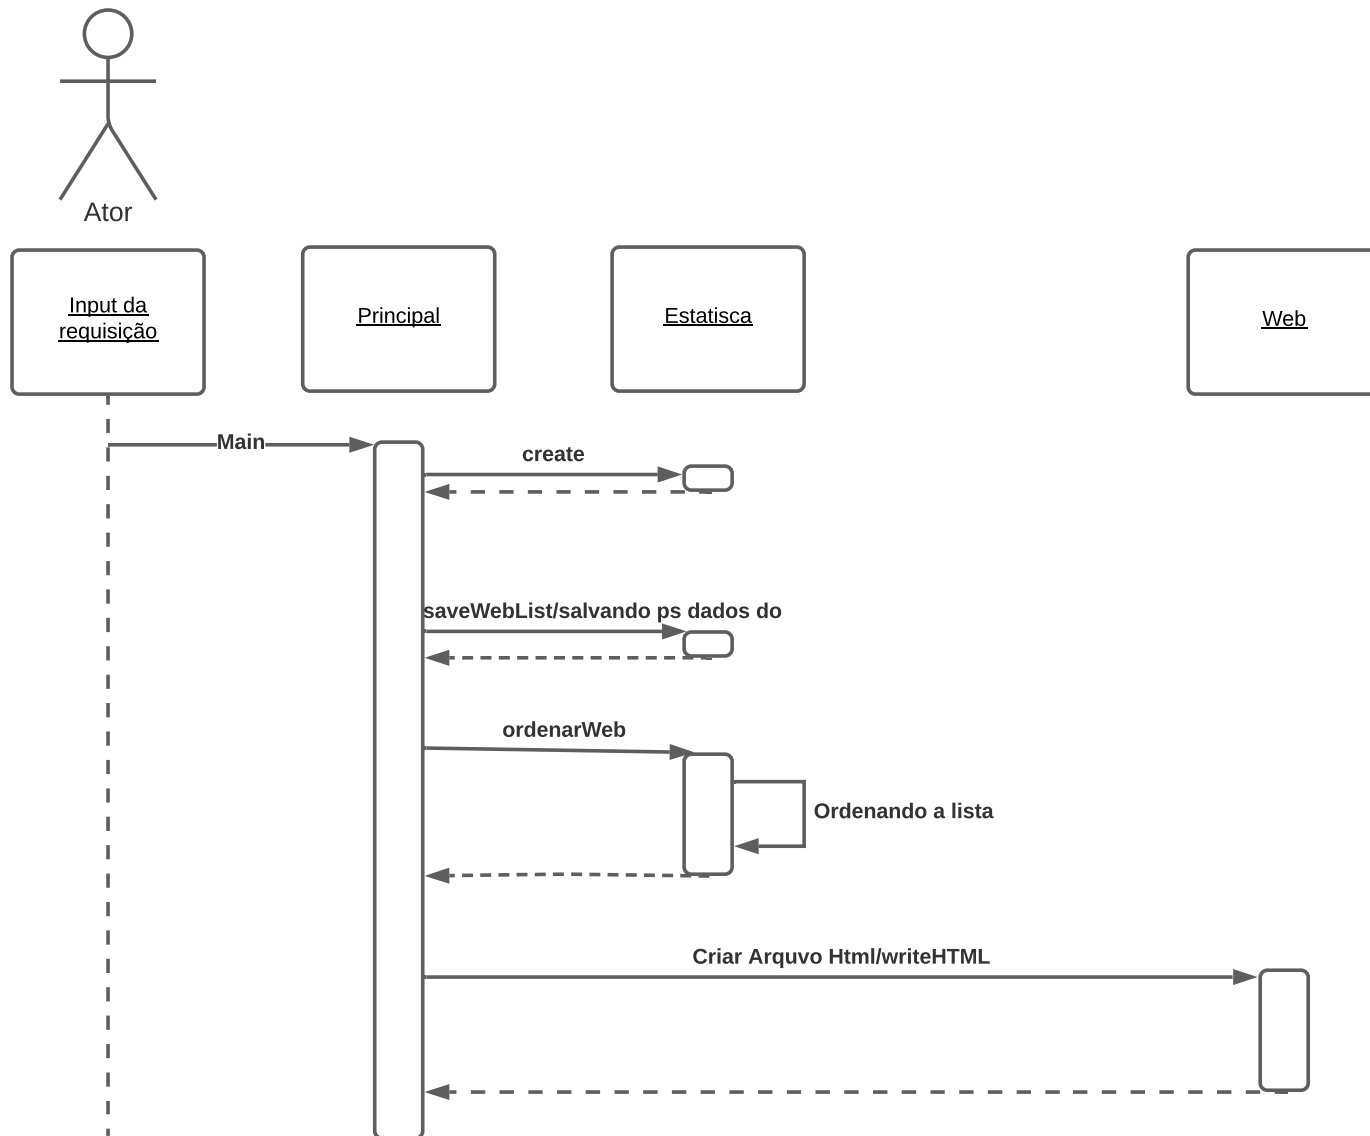 Ator
Input da
requisição
Principal
Estatisca
Web
Main
create
saveWebList/salvando ps dados do
ordenarWeb
Ordenando a lista
Criar Arquvo Html/writeHTML